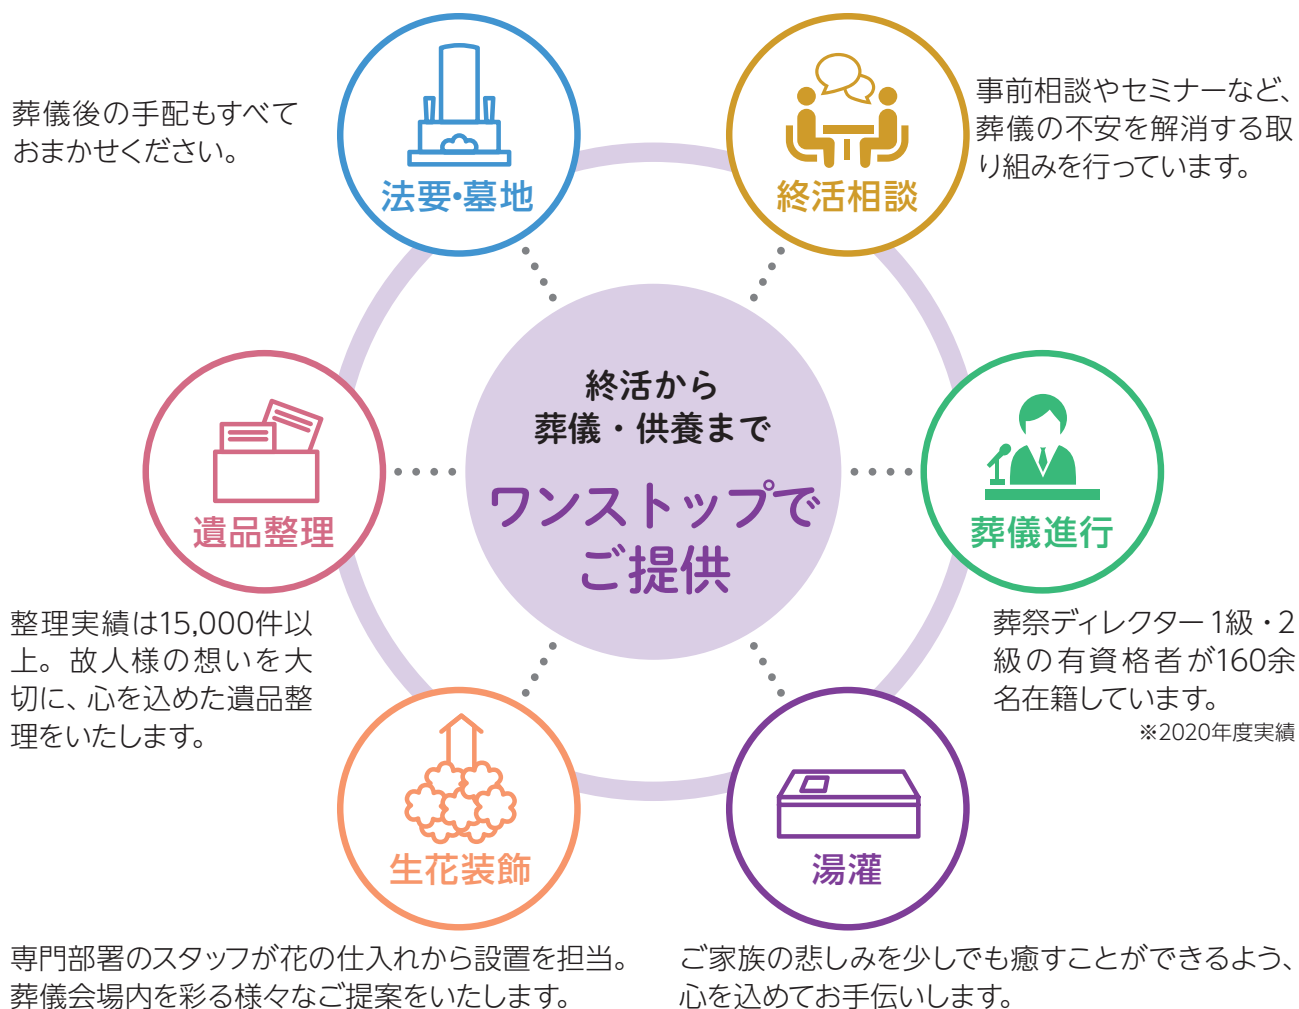 葬儀後の手配もすべて
おまかせください。
法要・墓地
終活相談
事前相談やセミナーなど、
葬儀の不安を解消する取
り組みを行っています。
終活から
葬儀・供養まで
ワンストップで
ご提供
遺品整理
整理実績は15,000件以
上。故人様の想いを大
切に、心を込めた遺品整
理をいたします。
葬儀進行
葬祭ディレクター1級・2
級の有資格者が160余
名在籍しています。
※2020年度実績
生花装飾
専門部署のスタッフが花の仕入れから設置を担当。
葬儀会場内を彩る様々なご提案をいたします。
湯灌
ご家族の悲しみを少しでも癒すことができるよう、
心を込めてお手伝いします。